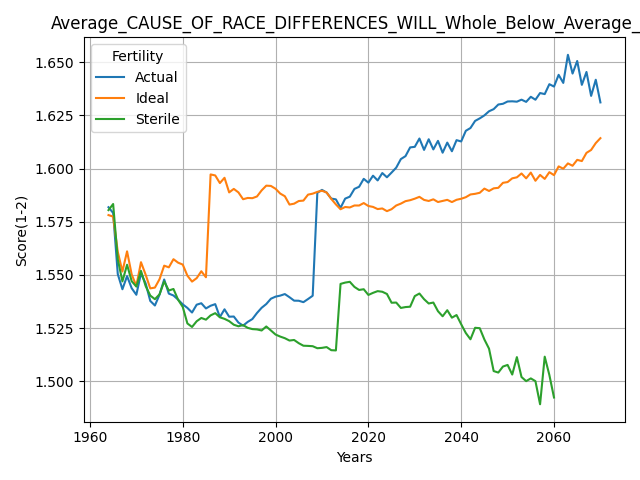 Average_CAUSE_OF_RACE_DIFFERENCES_WILL_Whole_Below_Average_
Fertility
Actual
Ideal
Sterile
Score(1-2)
1.650
1.625
1.600
1.575
1.550
1.525
1.500
1960 1980 2000 2020 2040 2060
Years